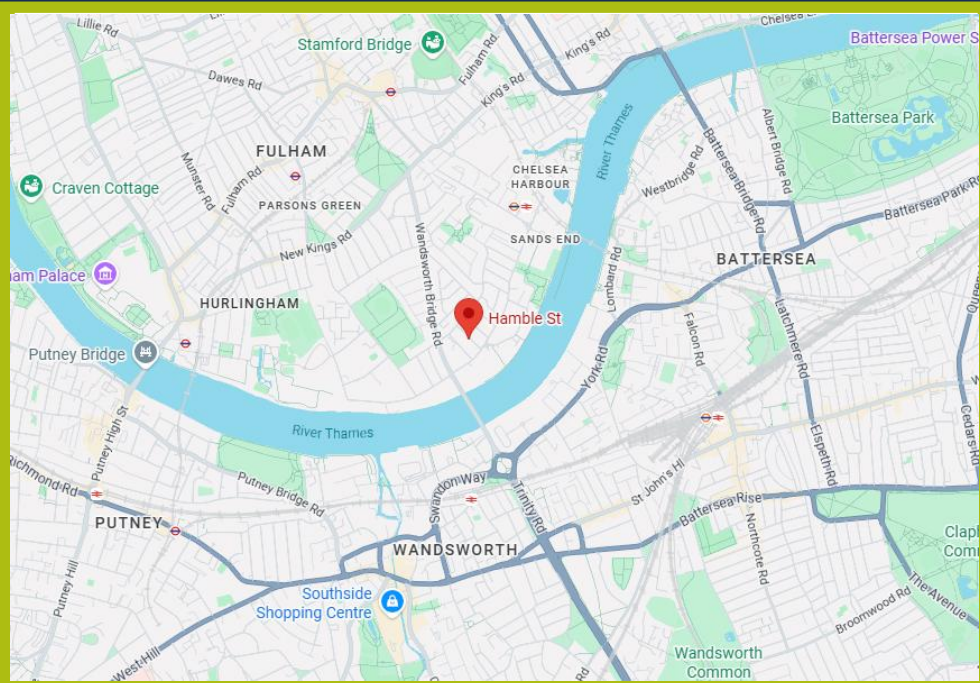 Lillie Rd
Stamford Bridge
Fulham Rd.
King's Rd
Chelsea
Battersea Power S
Dawes Rd
King's Rd
River Thames
Battersea Park
Albert Bridge Rd
FULHAM
Munster Rd
Fulham Rd
CHELSEA
HARBOUR
Westbridge Rd
Battersea Bridge Rd
Craven Cottage
PARSONS GREEN
Battersea Park Rd
New Kings Rd
Wandsworth Bridge Rd
SANDS END
Lombard Rd
BATTERSEA
am Palace
HURLINGHAM
Hamble St
Latchmere Rd
Falcon Rd
Putney Bridge
York Rd
River Thames
Putney High St
Elspeth Rd
Cedars Rd
Richmond Rd
Putney Bridge Rd
Swandon Way
Trinity Rd
St John's Hl
Battersea Rise
PUTNEY
Northcote Rd
WANDSWORTH
Clap
Com
Putney Hill
Southside
Shopping Centre
The Avenue
Broomwood Rd
West Hill
Wandsworth
Common
Rd